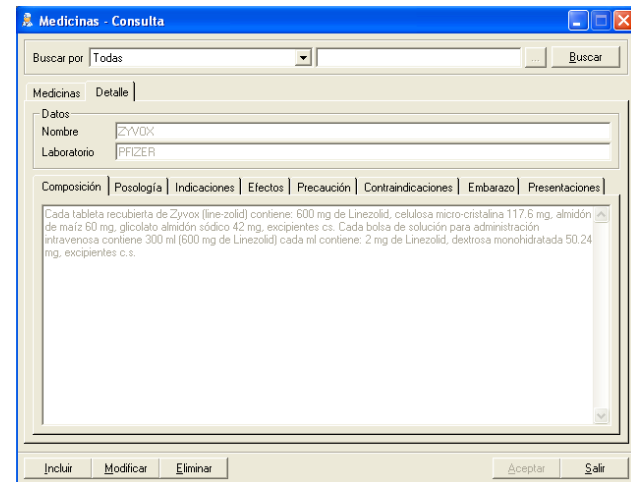 Medicinas - Consulta
Buscar por Todas ... Buscar
Medicinas Detalle
Datos
Nombre ZYVOX
Laboratorio PFIZER
Composición Posología Indicaciones Efectos Precaución Contraindicaciones Embarazo Presentaciones
Cada tableta recubierta de Zyvox (line-zolid) contiene: 600 mg de Linezolid, celulosa micro-cristalina 117.6 mg, almidón
de maíz 60 mg, glicolato almidón sódico 42 mg, excipientes cs. Cada bolsa de solución para administración
intravenosa contiene 300 ml (600 mg de Linezolid) cada ml contiene: 2 mg de Linezolid, dextrosa monohidratada 50.24
mg, excipientes c.s.
Incluir Modificar Eliminar Aceptar Salir